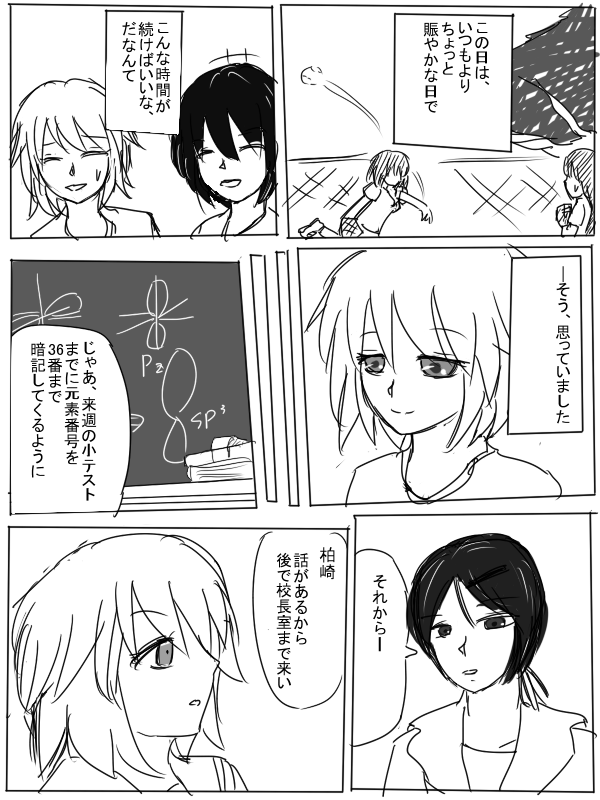 この日は、
いつもより
ちょっと
賑やかな日で
こんな時間が
続けばいいな、
だなんて
―そう、思っていました
Pz
SP³
じゃあ、来週の小テスト
までに元素番号を
36番まで
暗記してくるように
それからー
柏崎
話があるから
後で校長室まで来い